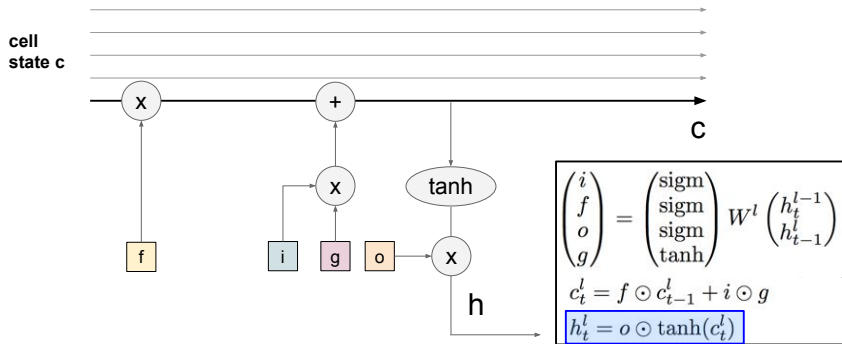 cell
state c
x
+
c
x
tanh
f
i
g
o
x
h
(i f o g) = (sigm sigm sigm tanh) W^l (h_t^{l-1} h_{t-1}^l)
c_t^l = f ⊙ c_{t-1}^l + i ⊙ g
h_t^l = o ⊙ tanh(c_t^l)